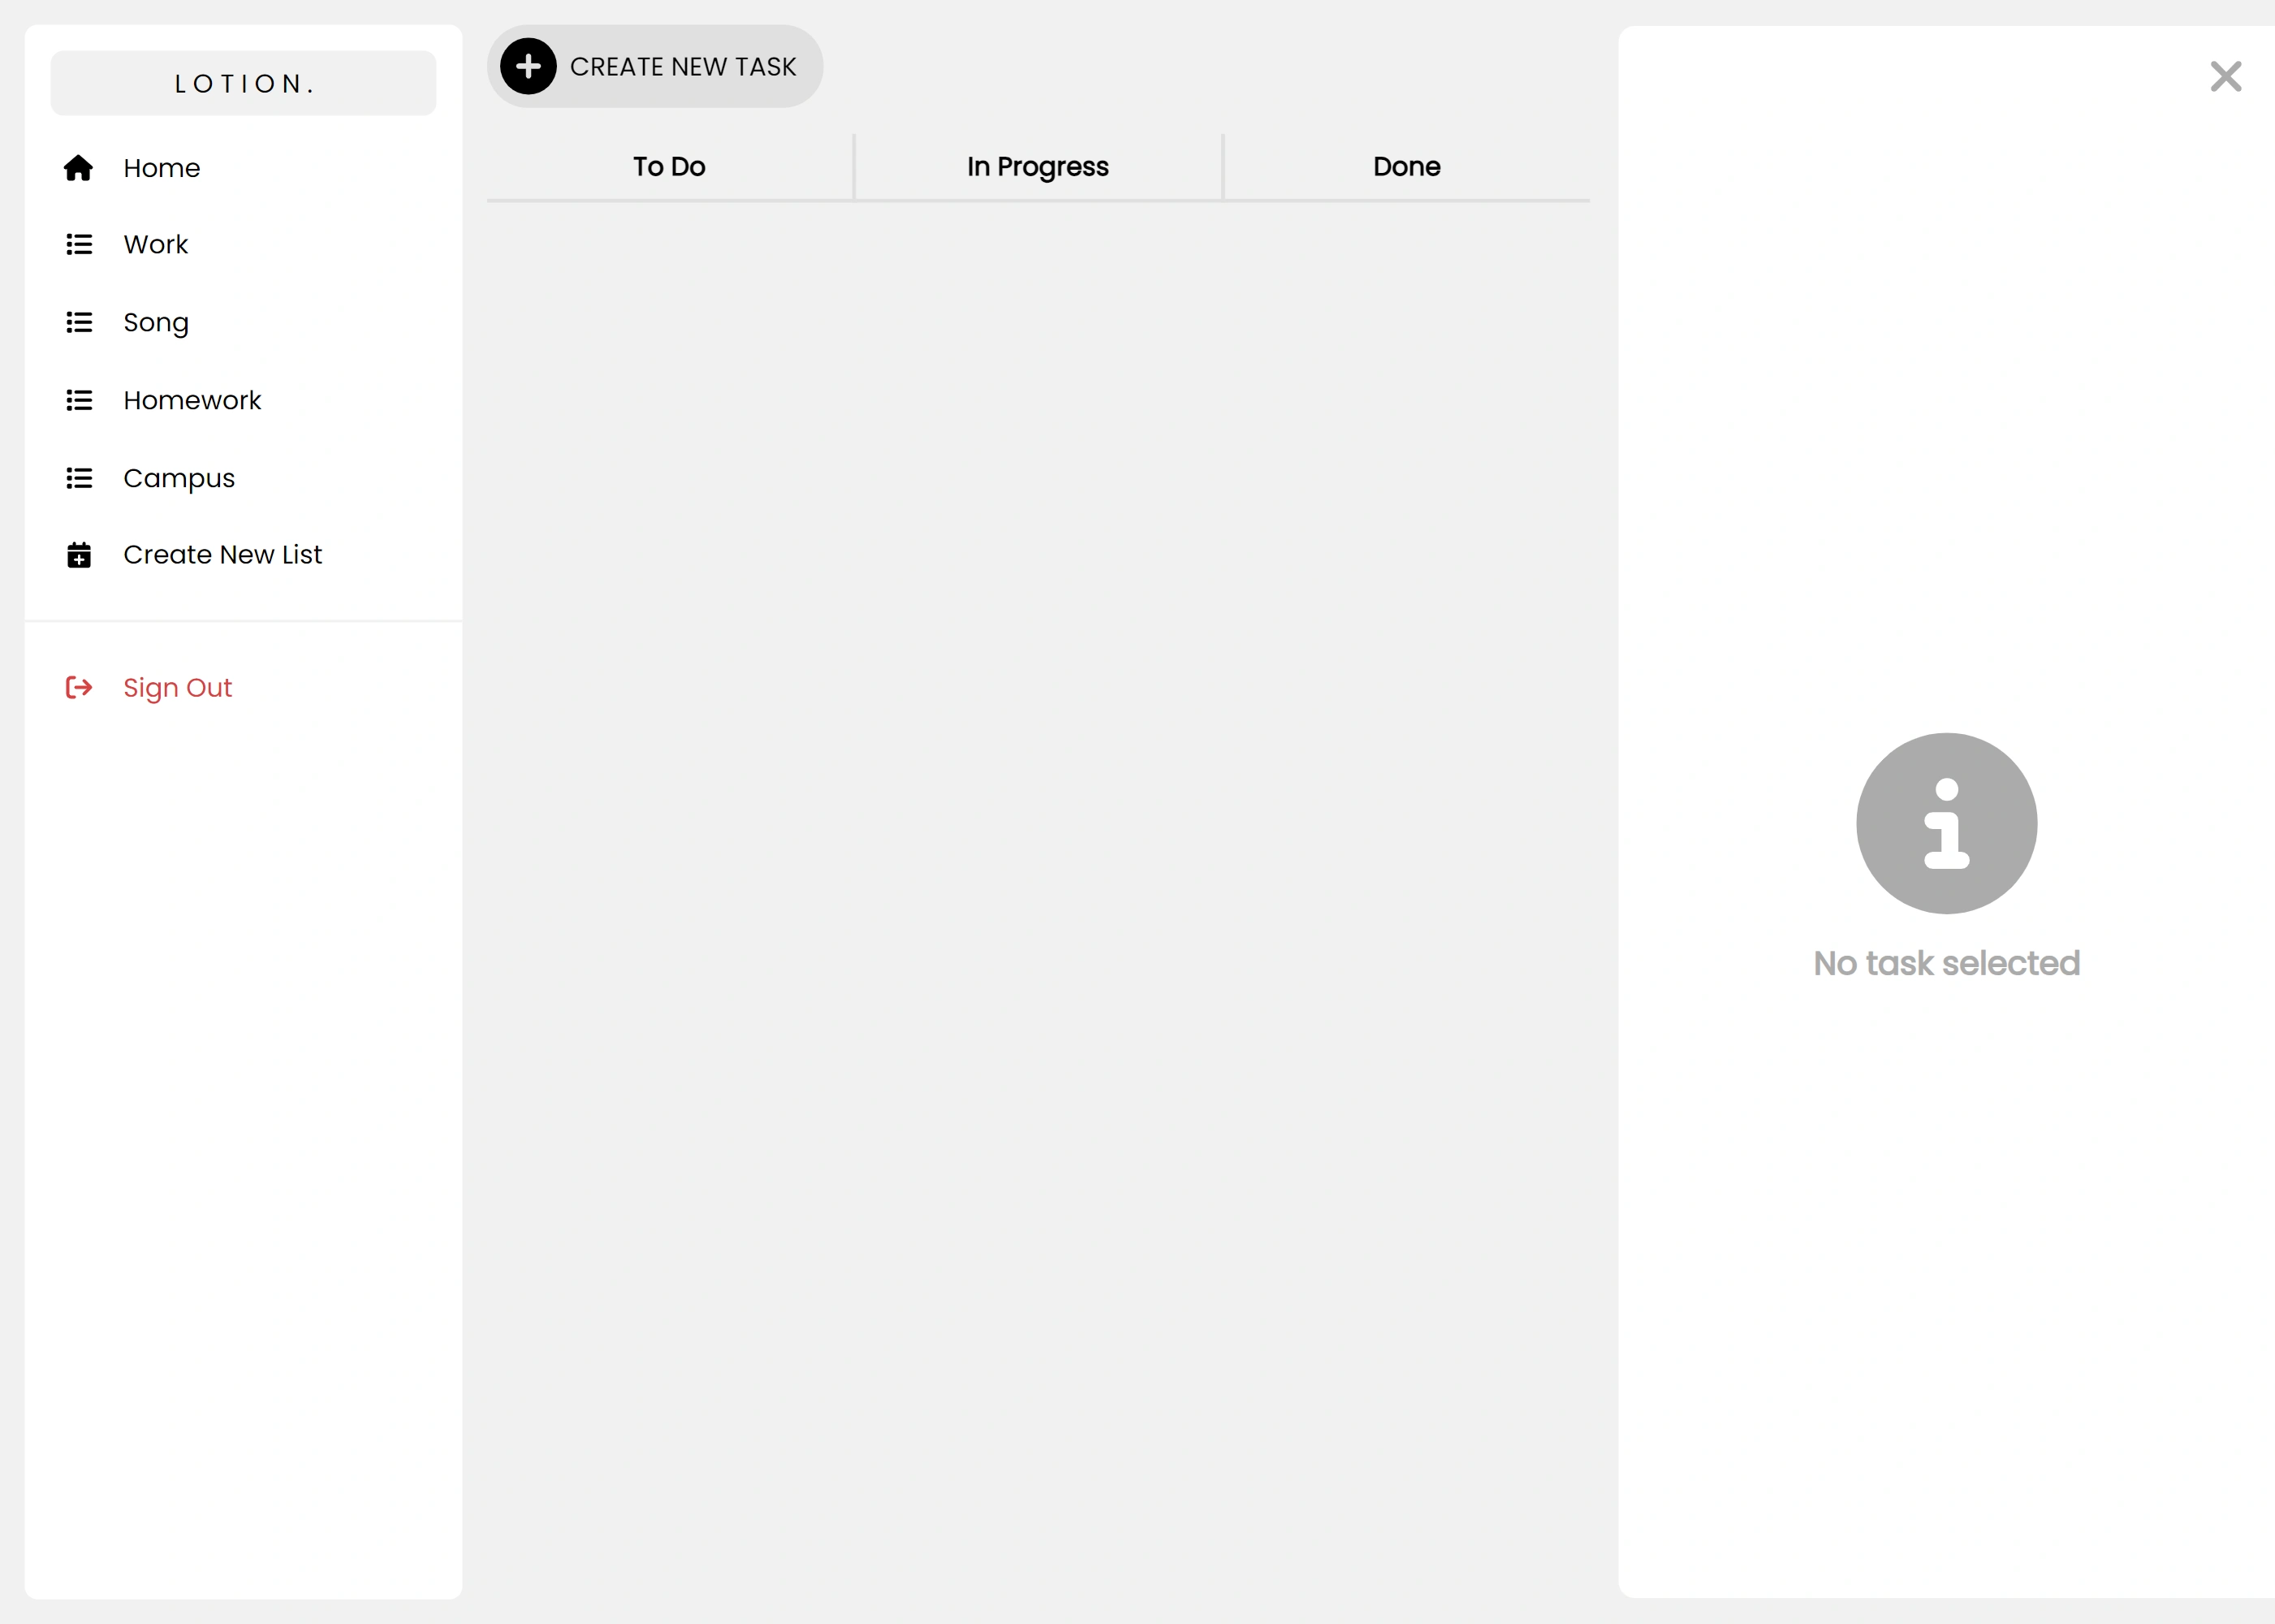 LOTION.
Home
Work
Song
Homework
Campus
Create New List
Sign Out
CREATE NEW TASK
To Do
In Progress
Done
No task selected